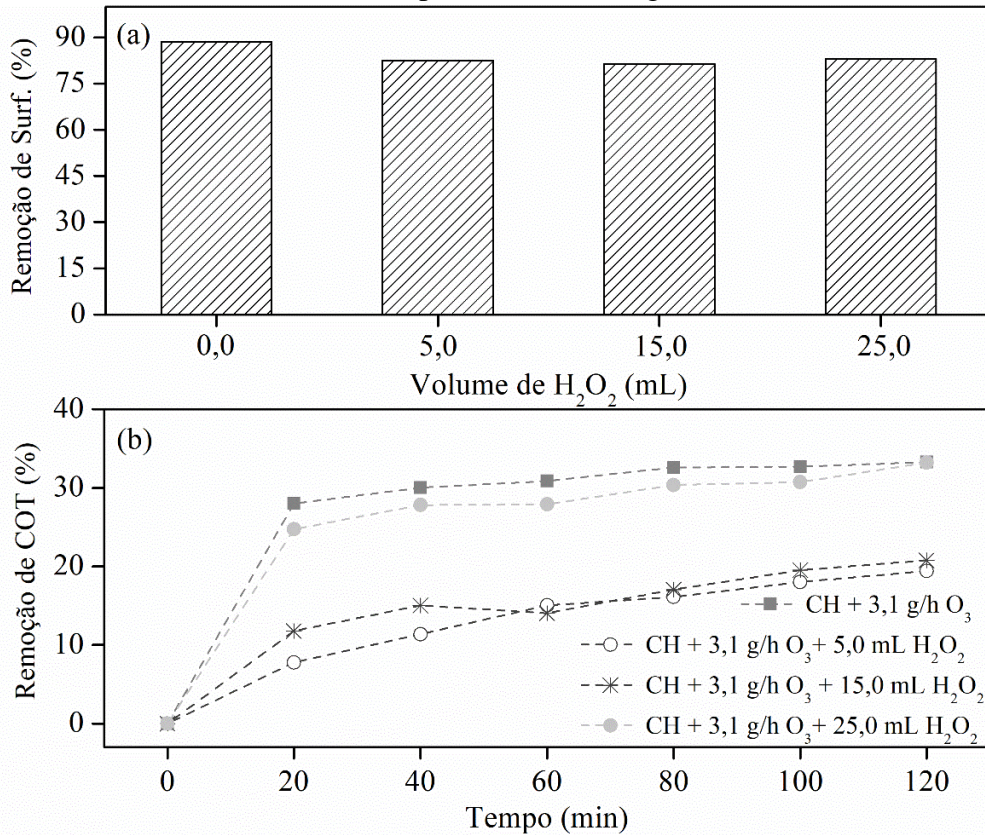 (a)
Remoção de Surf. (%)
90
75
60
45
30
15
0
0,0 5,0 15,0 25,0
Volume de H₂O₂ (mL)
(b)
Remoção de COT (%)
40
30
20
10
0
CH + 3,1 g/h O₃
CH + 3,1 g/h O₃+ 5,0 mL H₂O₂
CH + 3,1 g/h O₃ + 15,0 mL H₂O₂
CH + 3,1 g/h O₃+ 25,0 mL H₂O₂
0 20 40 60 80 100 120
Tempo (min)